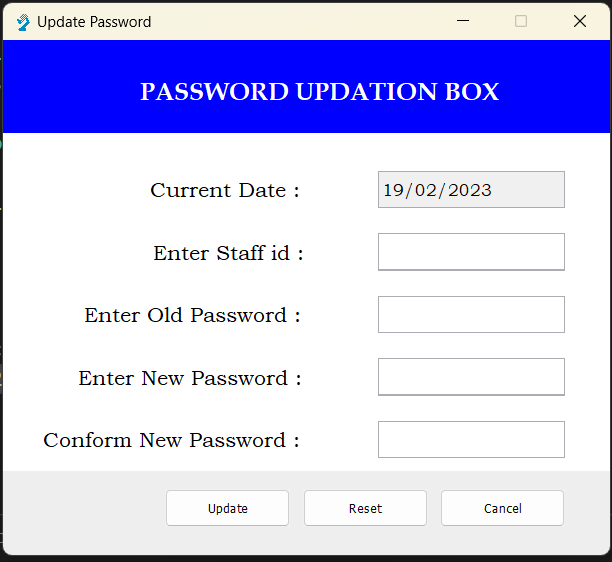 Update Password
PASSWORD UPDATION BOX
Current Date : 19/02/2023
Enter Staff id :
Enter Old Password :
Enter New Password :
Conform New Password :
Update Reset Cancel